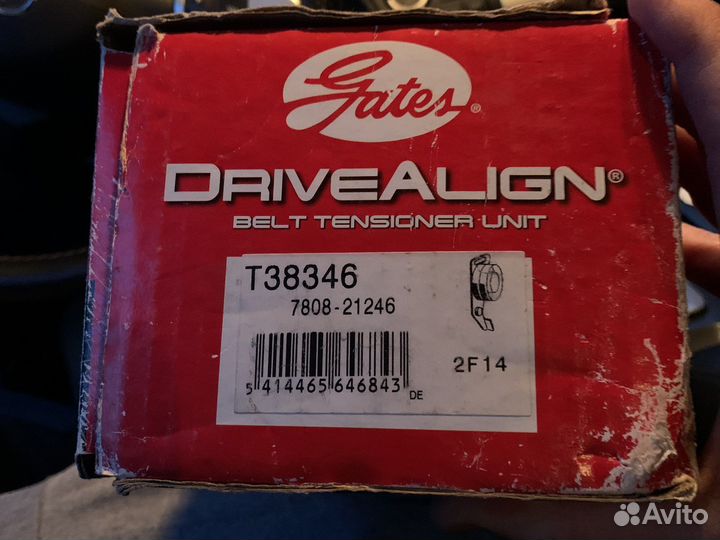 Gates®
DRIVEALIGN®
BELT TENSIONER UNIT
T38346
7808-21246
5 414465 646843
DE
2F14
Avito